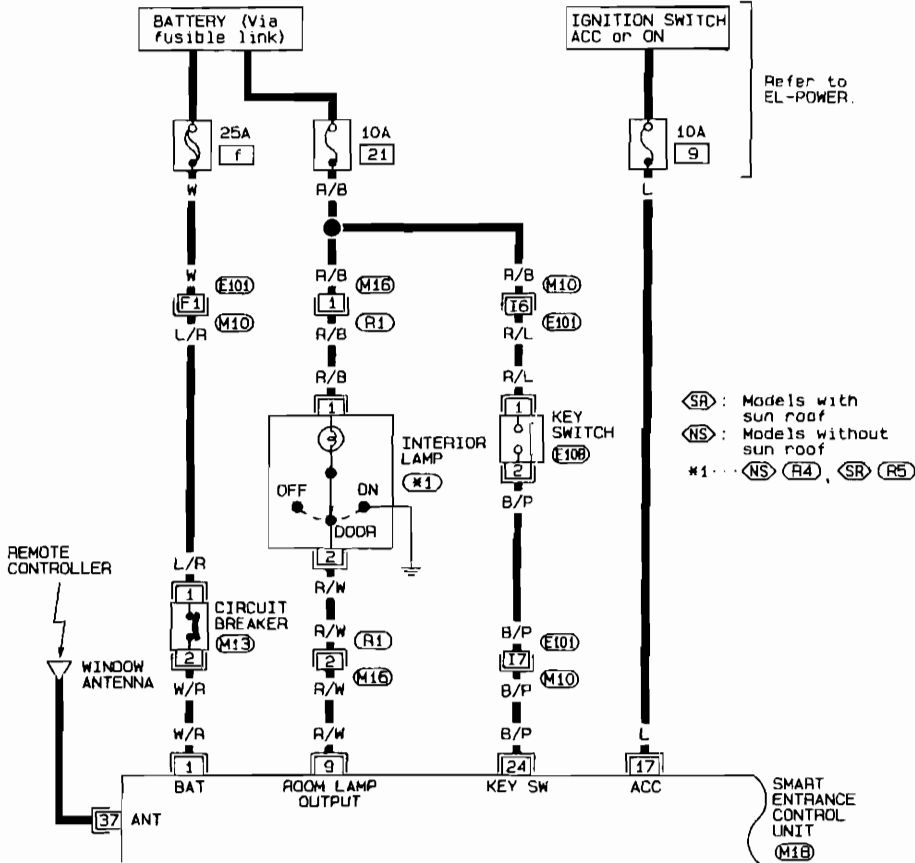 BATTERY (Via
fusible link)
IGNITION SWITCH
ACC or ON
Refer to
EL-POWER.
25A
f
10A
21
10A
9
W
R/B
L
W
E101
R/B
M16
R/B
M10
F1
1
I6
M10
R1
E101
L/R
R/B
R/L
R/B
R/L
1
1
INTERIOR
LAMP
*1
KEY
SWITCH
E108
OFF
ON
DOOR
2
2
B/P
SR : Models with
sun roof
NS : Models without
sun roof
*1··· NS R4 , SR R5
REMOTE
CONTROLLER
L/R
R/W
1
CIRCUIT
BREAKER
M13
2
R/W
R1
B/P
E101
WINDOW
ANTENNA
2
I7
M16
M10
W/R
R/W
B/P
W/R
R/W
B/P
L
1
9
24
17
BAT
ROOM LAMP
OUTPUT
KEY SW
ACC
37
ANT
SMART
ENTRANCE
CONTROL
UNIT
M18